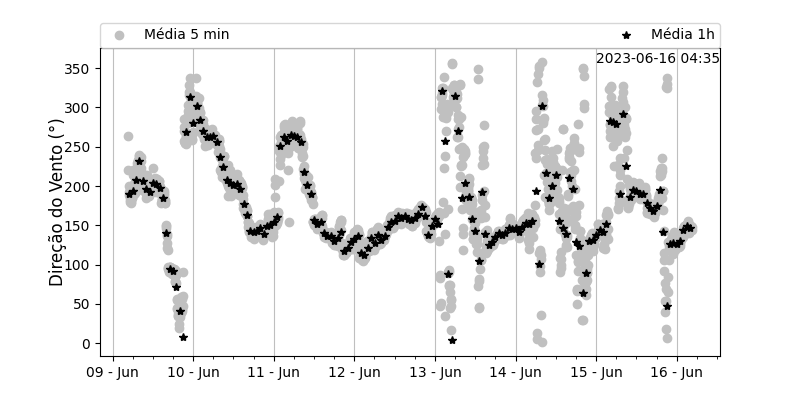 Média 5 min
Média 1h
2023-06-16 04:35
Direção do Vento (°)
350
300
250
200
150
100
50
0
09 - Jun
10 - Jun
11 - Jun
12 - Jun
13 - Jun
14 - Jun
15 - Jun
16 - Jun